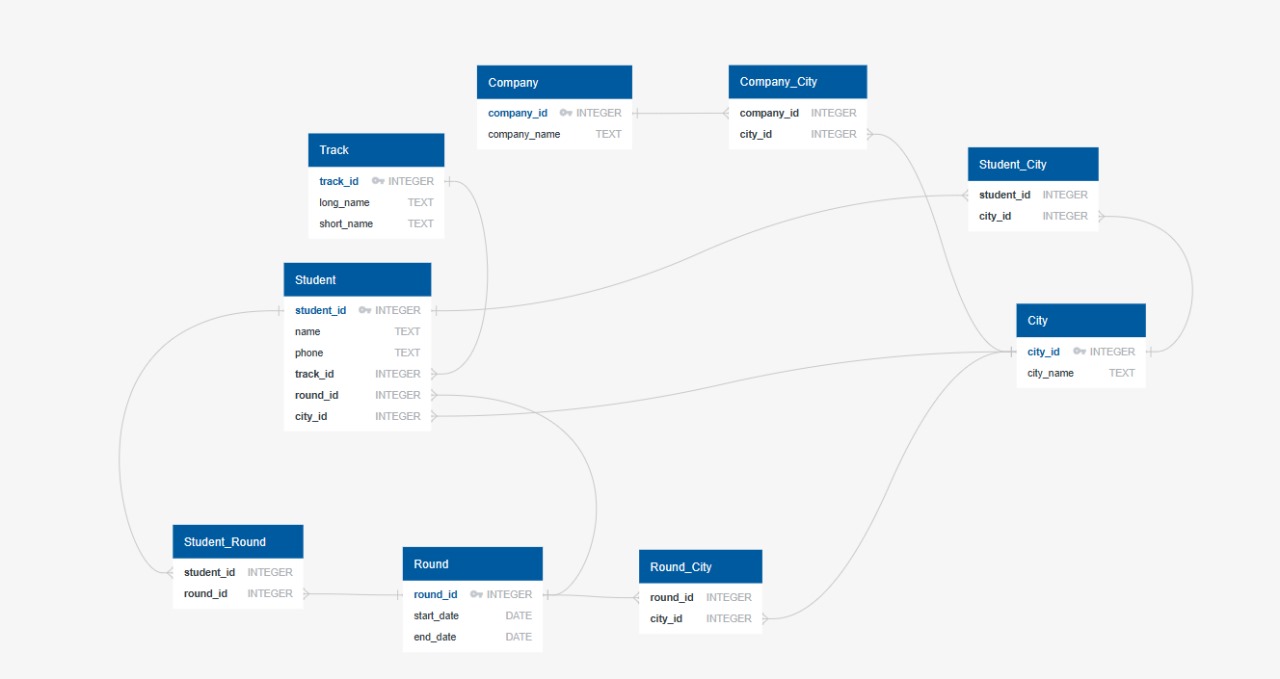 Company
company_id INTEGER
company_name TEXT
Company_City
company_id INTEGER
city_id INTEGER
Track
track_id INTEGER
long_name TEXT
short_name TEXT
Student_City
student_id INTEGER
city_id INTEGER
Student
student_id INTEGER
name TEXT
phone TEXT
track_id INTEGER
round_id INTEGER
city_id INTEGER
City
city_id INTEGER
city_name TEXT
Student_Round
student_id INTEGER
round_id INTEGER
Round
round_id INTEGER
start_date DATE
end_date DATE
Round_City
round_id INTEGER
city_id INTEGER